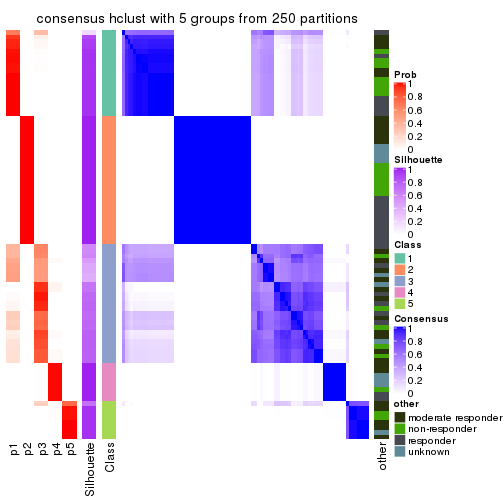 consensus hclust with 5 groups from 250 partitions
Prob
1
0.8
0.6
0.4
0.2
0
Silhouette
1
0.8
0.6
0.4
0.2
0
Class
1
2
3
4
5
Consensus
1
0.8
0.6
0.4
0.2
0
other
moderate responder
non-responder
responder
unknown
p1
p2
p3
p4
p5
Silhouette
Class
other